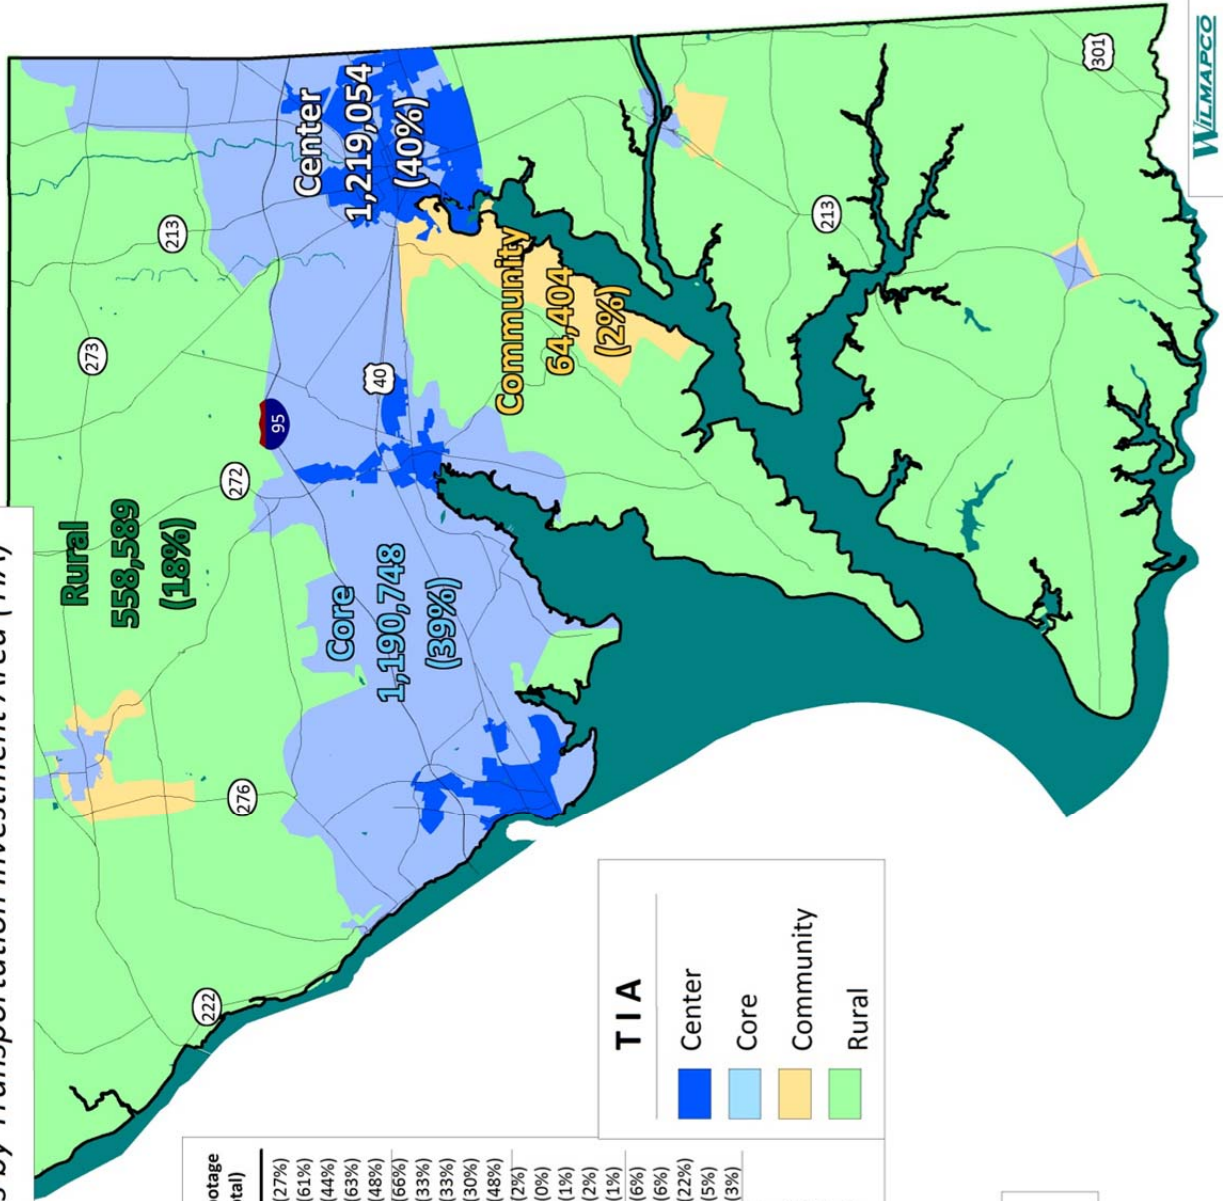 by Transportation Investment Area (TIA)
Rural
558,589
(18%)
Core
1,190,748
(39%)
Center
1,219,054
(40%)
Community
64,404
(2%)
222
276
272
273
213
95
40
213
301
ootage
tal)
(27%)
(61%)
(44%)
(63%)
(48%)
(66%)
(33%)
(33%)
(30%)
(48%)
(2%)
(0%)
(1%)
(2%)
(1%)
(6%)
(6%)
(22%)
(5%)
(3%)
TIA
Center
Core
Community
Rural
WILMAPCO